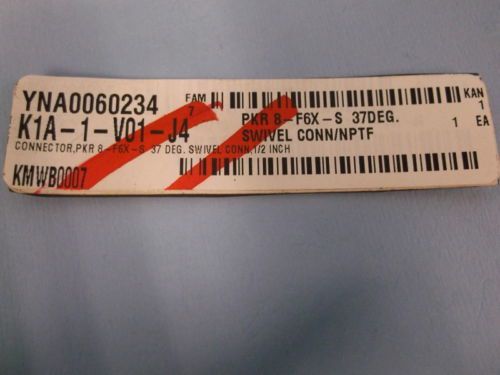 YNA0060234 FAM 7 KAN 1
K1A-1-V01-J4 PKR 8-F6X-S 37DEG. 1 EA
SWIVEL CONN/NPTF
CONNECTOR,PKR 8-F6X-S 37 DEG. SWIVEL CONN,1/2 INCH
KMWB0007